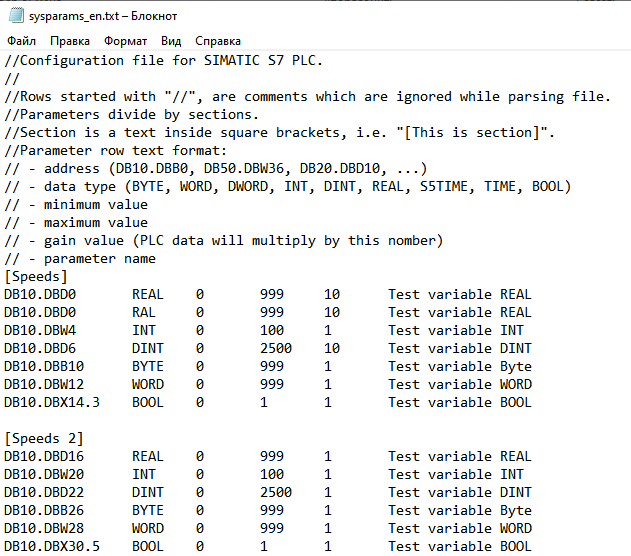 sysparams_en.txt – Блокнот
Файл Правка Формат Вид Справка
//Configuration file for SIMATIC S7 PLC.
//
//Rows started with "//", are comments which are ignored while parsing file.
//Parameters divide by sections.
//Section is a text inside square brackets, i.e. "[This is section]".
//Parameter row text format:
// - address (DB10.DBB0, DB50.DBW36, DB20.DBD10, ...)
// - data type (BYTE, WORD, DWORD, INT, DINT, REAL, S5TIME, TIME, BOOL)
// - minimum value
// - maximum value
// - gain value (PLC data will multiply by this nomber)
// - parameter name
[Speeds]
DB10.DBD0 REAL 0 999 10 Test variable REAL
DB10.DBD0 RAL 0 999 10 Test variable REAL
DB10.DBW4 INT 0 100 1 Test variable INT
DB10.DBD6 DINT 0 2500 10 Test variable DINT
DB10.DBB10 BYTE 0 999 1 Test variable Byte
DB10.DBW12 WORD 0 999 1 Test variable WORD
DB10.DBX14.3 BOOL 0 1 1 Test variable BOOL
[Speeds 2]
DB10.DBD16 REAL 0 999 1 Test variable REAL
DB10.DBW20 INT 0 100 1 Test variable INT
DB10.DBD22 DINT 0 2500 1 Test variable DINT
DB10.DBB26 BYTE 0 999 1 Test variable Byte
DB10.DBW28 WORD 0 999 1 Test variable WORD
DB10.DBX30.5 BOOL 0 1 1 Test variable BOOL